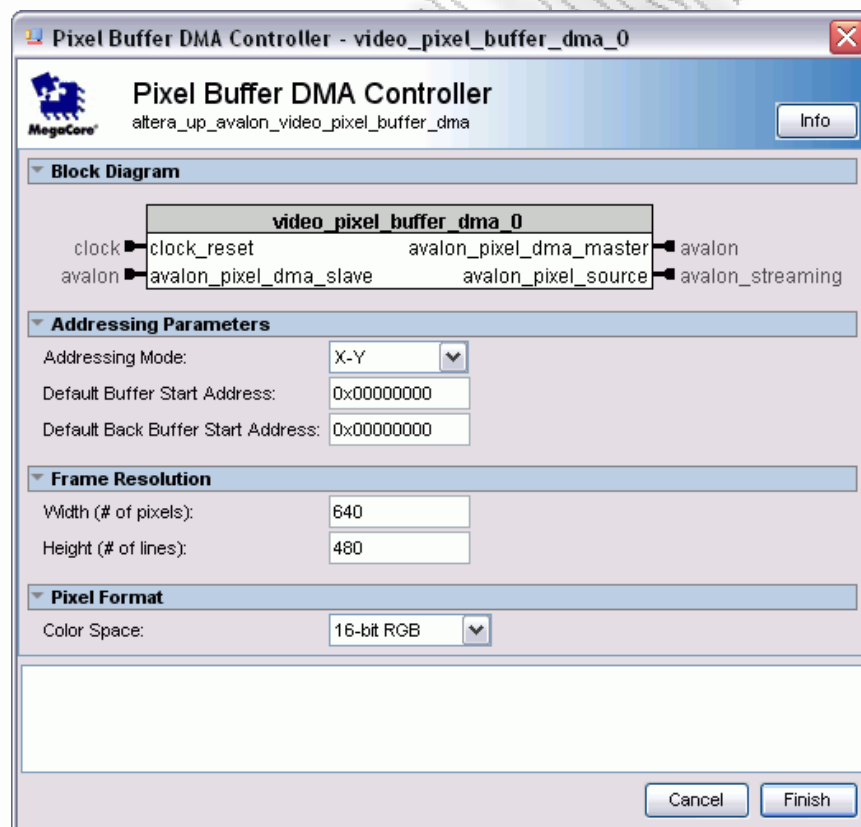 Pixel Buffer DMA Controller - video_pixel_buffer_dma_0
MegaCore®
Pixel Buffer DMA Controller
altera_up_avalon_video_pixel_buffer_dma
Info
Block Diagram
video_pixel_buffer_dma_0
clock clock_reset avalon_pixel_dma_master avalon
avalon avalon_pixel_dma_slave avalon_pixel_source avalon_streaming
Addressing Parameters
Addressing Mode: X-Y
Default Buffer Start Address: 0x00000000
Default Back Buffer Start Address: 0x00000000
Frame Resolution
Width (# of pixels): 640
Height (# of lines): 480
Pixel Format
Color Space: 16-bit RGB
Cancel Finish